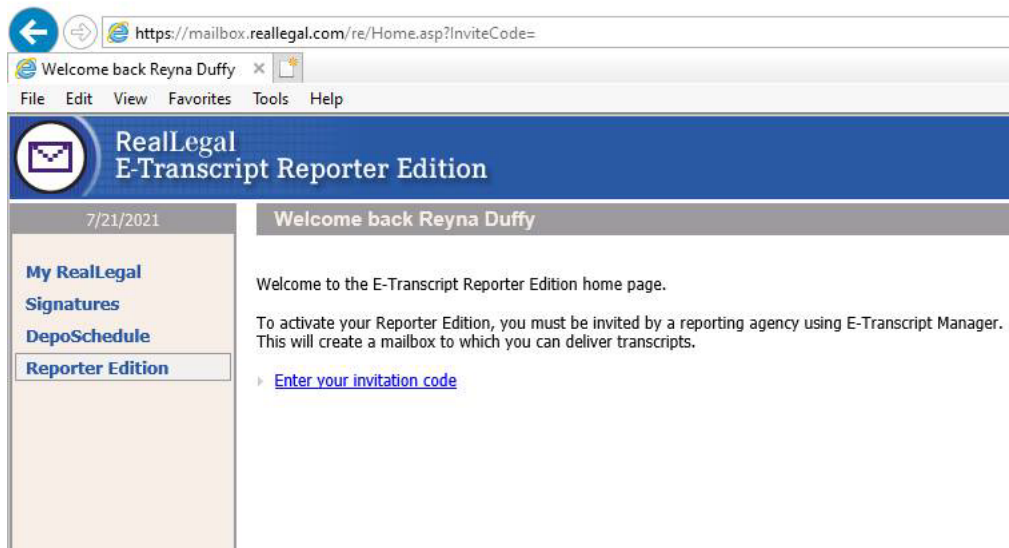 https://mailbox.reallegal.com/re/Home.asp?InviteCode=
Welcome back Reyna Duffy
File Edit View Favorites Tools Help
RealLegal
E-Transcript Reporter Edition
7/21/2021
Welcome back Reyna Duffy
My RealLegal
Signatures
DepoSchedule
Reporter Edition
Welcome to the E-Transcript Reporter Edition home page.
To activate your Reporter Edition, you must be invited by a reporting agency using E-Transcript Manager.
This will create a mailbox to which you can deliver transcripts.
Enter your invitation code